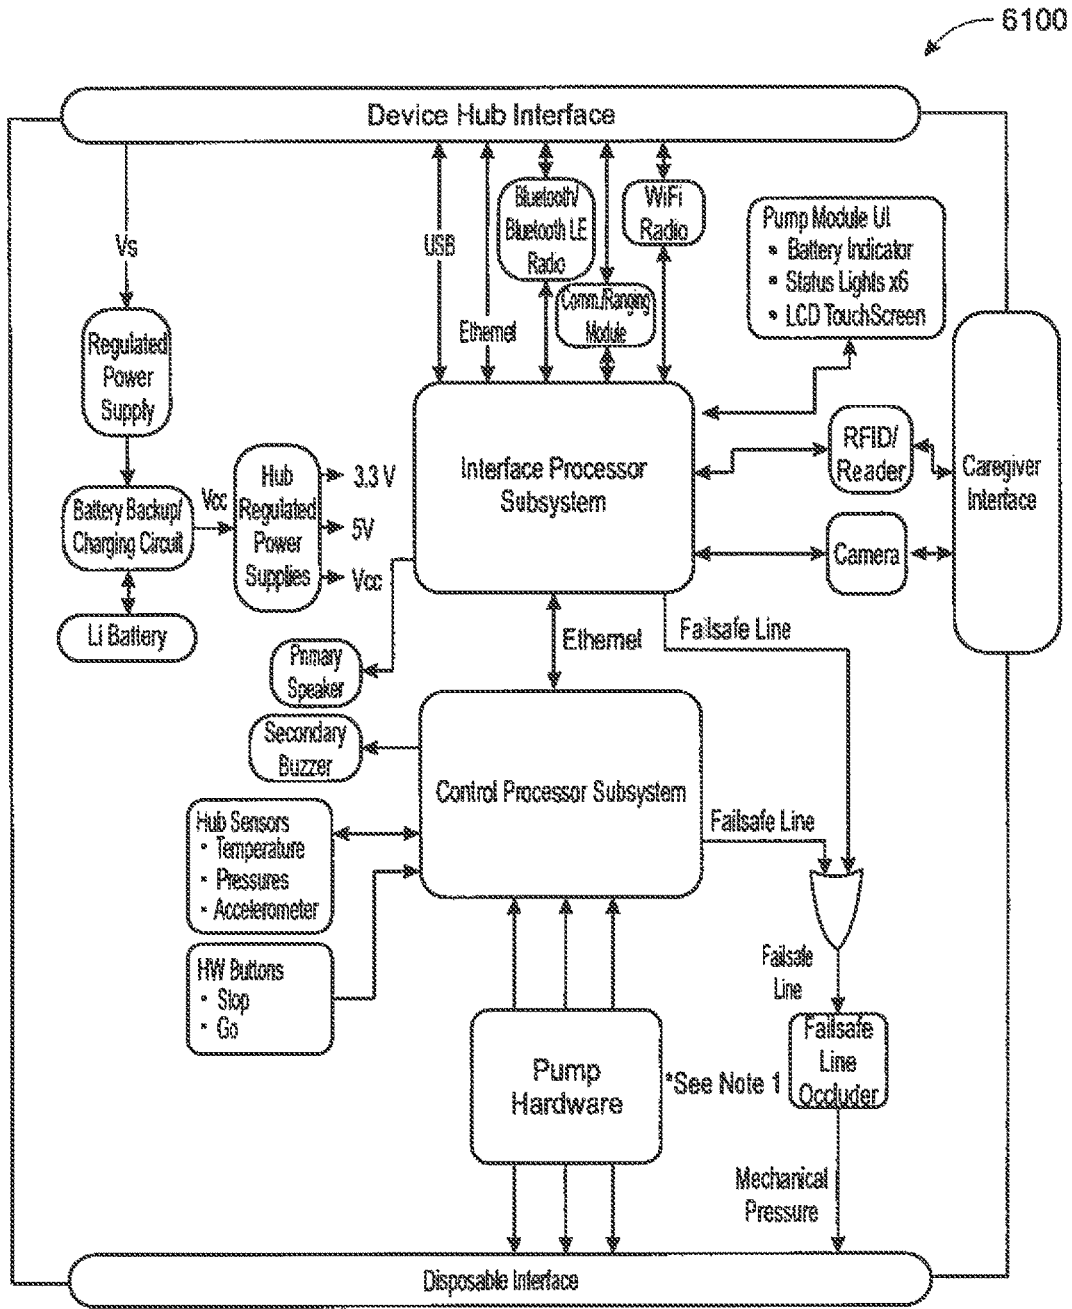 6100
Device Hub Interface
Vs
USB
Ethernet
Bluetooth/
Bluetooth LE
Radio
Comm./Ranging
Module
WiFi
Radio
Pump Module UI
• Battery Indicator
• Status Lights x6
• LCD TouchScreen
Regulated
Power
Supply
Battery Backup/
Charging Circuit
Li Battery
Vcc
Hub
Regulated
Power
Supplies
3.3 V
5V
Vcc
Interface Processor
Subsystem
RFID/
Reader
Camera
Caregiver
Interface
Ethernet
Failsafe Line
Primary
Speaker
Secondary
Buzzer
Control Processor Subsystem
Failsafe Line
Hub Sensors
• Temperature
• Pressures
• Accelerometer
HW Buttons
• Stop
• Go
Failsafe
Line
Failsafe
Line
Occluder
Pump
Hardware
*See Note 1
Mechanical
Pressure
Disposable Interface